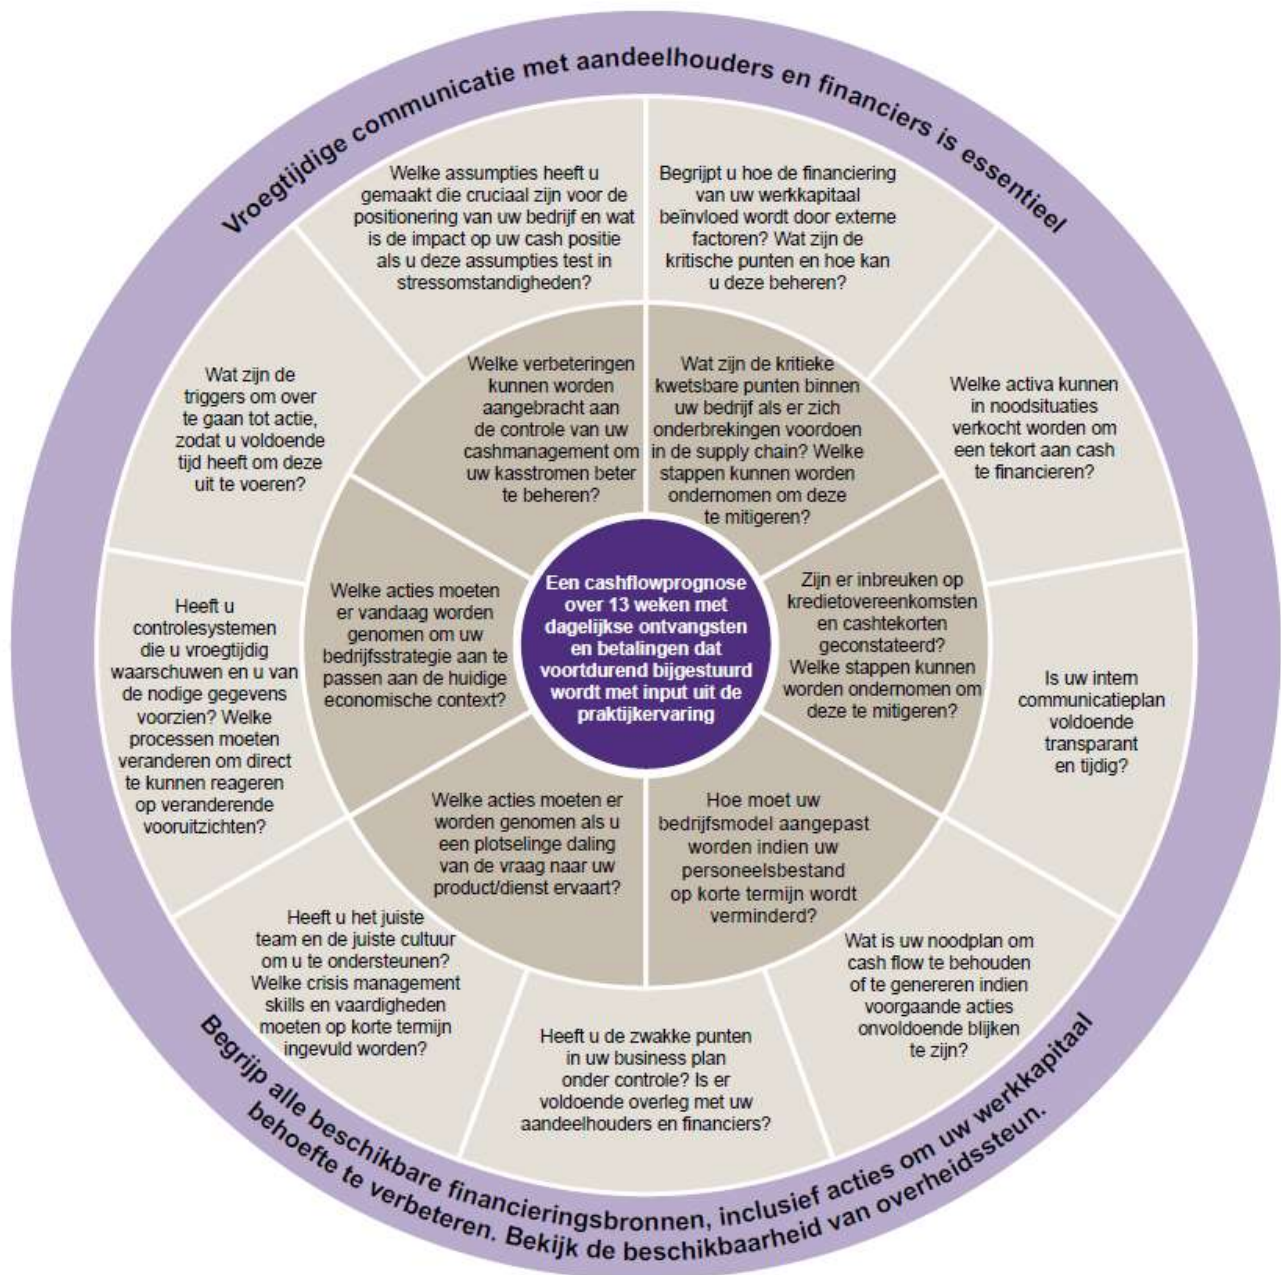 Vroegtijdige communicatie met aandeelhouders en financiers is essentieel
Welke assumpties heeft u
gemaakt die cruciaal zijn voor de
positionering van uw bedrijf en wat
is de impact op uw cash positie
als u deze assumpties test in
stressomstandigheden?
Begrijpt u hoe de financiering
van uw werkkapitaal
beïnvloed wordt door externe
factoren? Wat zijn de
kritische punten en hoe kan
u deze beheren?
Welke activa kunnen
in noodsituaties
verkocht worden om
een tekort aan cash
te financieren?
Is uw intern
communicatieplan
voldoende
transparant
en tijdig?
Wat is uw noodplan om
cash flow te behouden
of te genereren indien
voorgaande acties
onvoldoende blijken
te zijn?
Heeft u de zwakke punten
in uw business plan
onder controle? Is er
voldoende overleg met uw
aandeelhouders en financiers?
Heeft u het juiste
team en de juiste cultuur
om u te ondersteunen?
Welke crisis management
skills en vaardigheden
moeten op korte termijn
ingevuld worden?
Heeft u
controlesystemen
die u vroegtijdig
waarschuwen en u van
de nodige gegevens
voorzien? Welke
processen moeten
veranderen om direct
te kunnen reageren
op veranderende
vooruitzichten?
Wat zijn de
triggers om over
te gaan tot actie,
zodat u voldoende
tijd heeft om deze
uit te voeren?
Welke verbeteringen
kunnen worden
aangebracht aan
de controle van uw
cashmanagement om
uw kasstromen beter
te beheren?
Wat zijn de kritieke
kwetsbare punten binnen
uw bedrijf als er zich
onderbrekingen voordoen
in de supply chain? Welke
stappen kunnen worden
ondernomen om deze
te mitigeren?
Zijn er inbreuken op
kredietovereenkomsten
en cashtekorten
geconstateerd?
Welke stappen kunnen
worden ondernomen om
deze te mitigeren?
Hoe moet uw
bedrijfsmodel aangepast
worden indien uw
personeelsbestand
op korte termijn wordt
verminderd?
Welke acties moeten er
worden genomen als u
een plotselinge daling
van de vraag naar uw
product/dienst ervaart?
Welke acties moeten
er vandaag worden
genomen om uw
bedrijfsstrategie aan te
passen aan de huidige
economische context?
Een cashflowprognose
over 13 weken met
dagelijkse ontvangsten
en betalingen dat
voortdurend bijgestuurd
wordt met input uit de
praktijkervaring
Begrijp alle beschikbare financieringsbronnen, inclusief acties om uw werkkapitaal
behoefte te verbeteren. Bekijk de beschikbaarheid van overheidssteun.